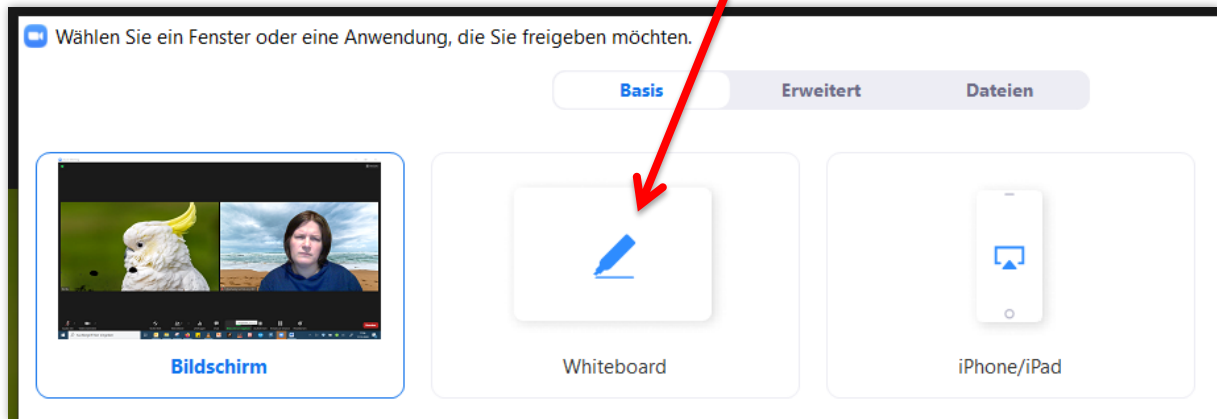 Wählen Sie ein Fenster oder eine Anwendung, die Sie freigeben möchten.
Basis Erweitert Dateien
Bildschirm Whiteboard iPhone/iPad